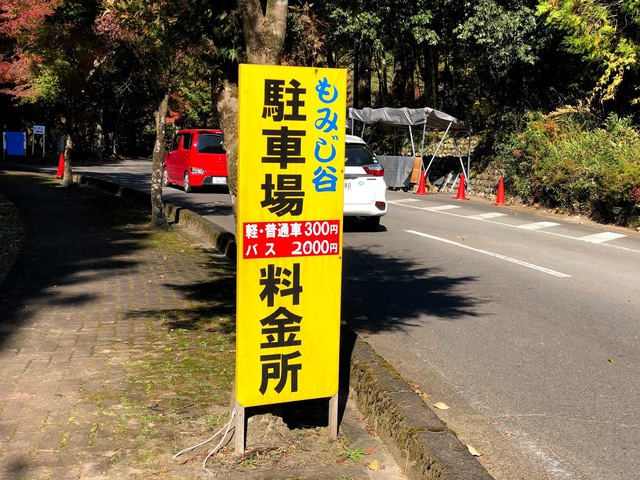 もみじ谷
駐車場
軽・普通車 300円
バス 2000円
料金所